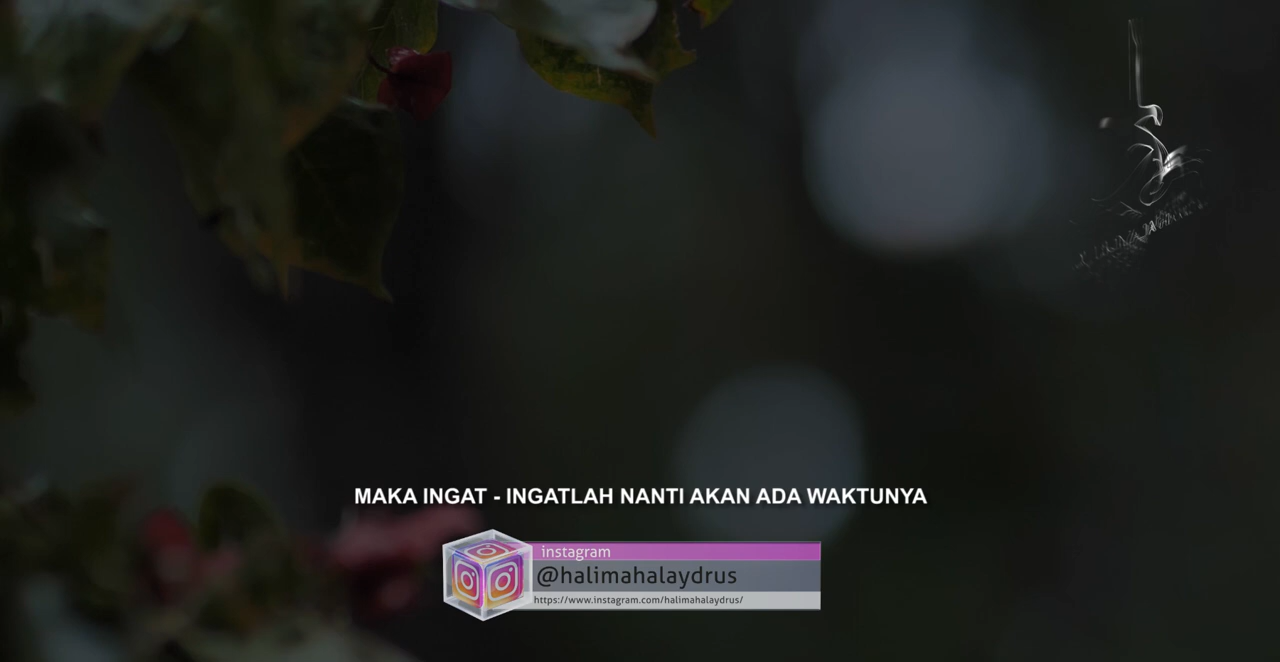 MAKA INGAT - INGATLAH NANTI AKAN ADA WAKTUNYA
instagram
@halimahalaydrus
https://www.instagram.com/halimahalaydrus/